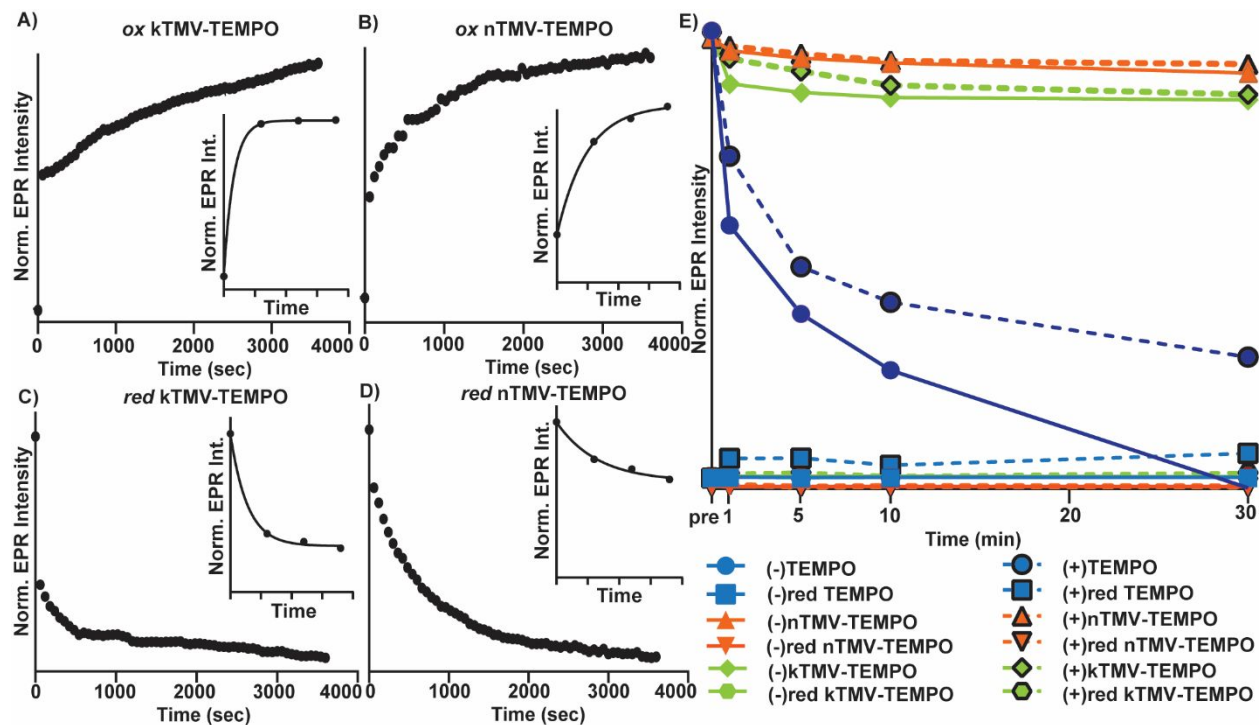 A)
ox kTMV-TEMPO
Norm. EPR Intensity
Norm. EPR Int.
Time
0 1000 2000 3000 4000
Time (sec)
B)
ox nTMV-TEMPO
Norm. EPR Int.
Time
0 1000 2000 3000 4000
Time (sec)
C)
red kTMV-TEMPO
Norm. EPR Intensity
Norm. EPR Int.
Time
0 1000 2000 3000 4000
Time (sec)
D)
red nTMV-TEMPO
Norm. EPR Int.
Time
0 1000 2000 3000 4000
Time (sec)
E)
Norm. EPR Intensity
pre 1 5 10 20 30
Time (min)
(-)TEMPO
(-)red TEMPO
(-)nTMV-TEMPO
(-)red nTMV-TEMPO
(-)kTMV-TEMPO
(-)red kTMV-TEMPO
(+)TEMPO
(+)red TEMPO
(+)nTMV-TEMPO
(+)red nTMV-TEMPO
(+)kTMV-TEMPO
(+)red kTMV-TEMPO